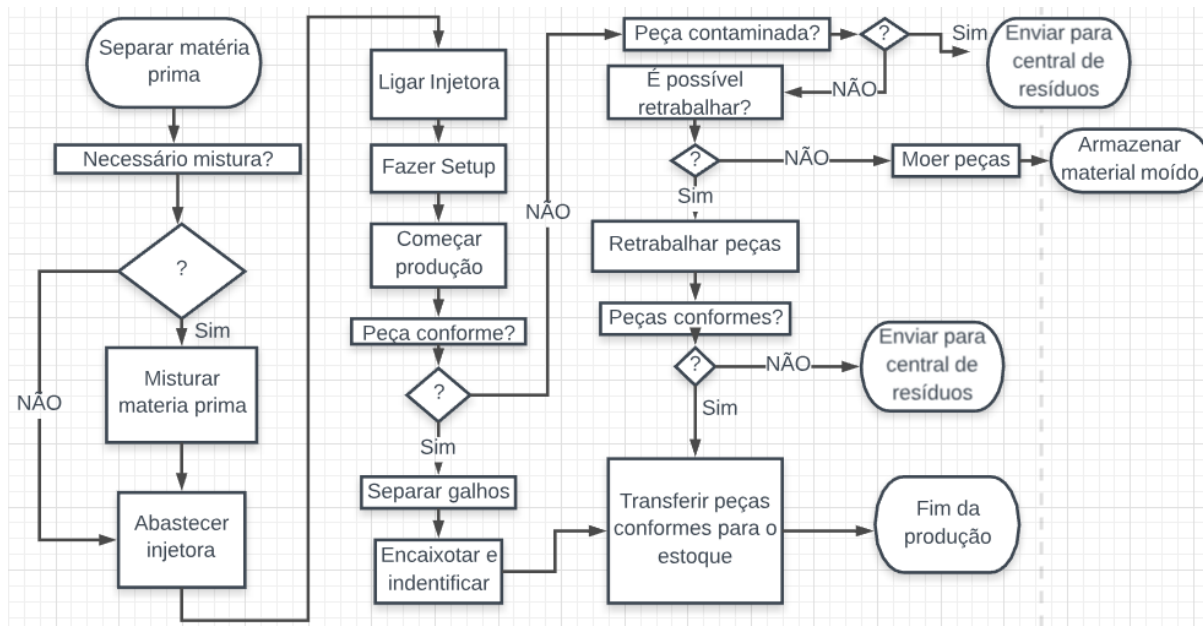 Separar matéria
prima
Necessário mistura?
?
Sim
NÃO
Misturar
materia prima
Abastecer
injetora
Ligar Injetora
Fazer Setup
Começar
produção
Peça conforme?
?
NÃO
Sim
Separar galhos
Encaixotar e
indentificar
Peça contaminada?
?
Sim
Enviar para
central de
resíduos
NÃO
É possível
retrabalhar?
?
NÃO
Moer peças
Armazenar
material moído
Sim
Retrabalhar peças
Peças conformes?
?
NÃO
Enviar para
central de
resíduos
Sim
Transferir peças
conformes para o
estoque
Fim da
produção